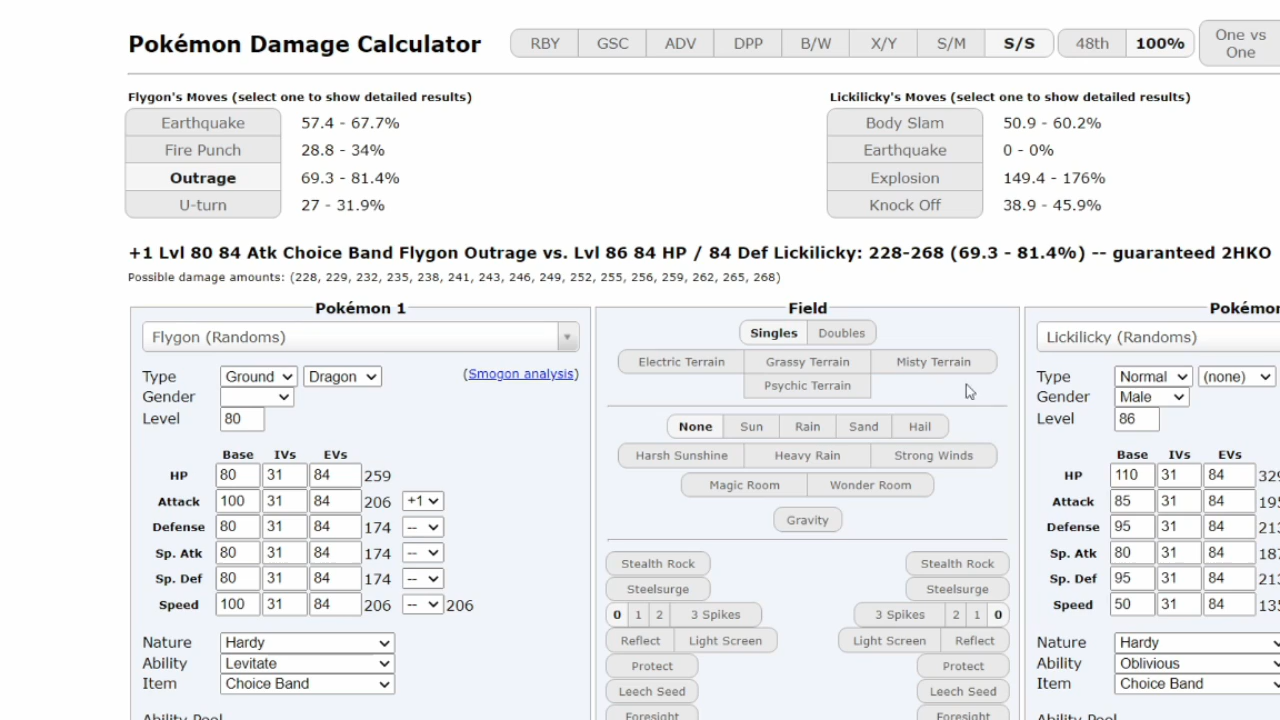 Pokémon Damage Calculator
RBY GSC ADV DPP B/W X/Y S/M S/S 48th 100% One vs One
Flygon's Moves (select one to show detailed results)
Earthquake 57.4 - 67.7%
Fire Punch 28.8 - 34%
Outrage 69.3 - 81.4%
U-turn 27 - 31.9%
Lickilicky's Moves (select one to show detailed results)
Body Slam 50.9 - 60.2%
Earthquake 0 - 0%
Explosion 149.4 - 176%
Knock Off 38.9 - 45.9%
+1 Lvl 80 84 Atk Choice Band Flygon Outrage vs. Lvl 86 84 HP / 84 Def Lickilicky: 228-268 (69.3 - 81.4%) -- guaranteed 2HKO
Possible damage amounts: (228, 229, 232, 235, 238, 241, 243, 246, 249, 252, 255, 256, 259, 262, 265, 268)
Pokémon 1
Flygon (Randoms)
Type Ground Dragon (Smogon analysis)
Gender
Level 80
Base IVs EVs
HP 80 31 84 259
Attack 100 31 84 206 +1
Defense 80 31 84 174 --
Sp. Atk 80 31 84 174 --
Sp. Def 80 31 84 174 --
Speed 100 31 84 206 -- 206
Nature Hardy
Ability Levitate
Item Choice Band
Ability Pool
Field
Singles Doubles
Electric Terrain Grassy Terrain Misty Terrain
Psychic Terrain
None Sun Rain Sand Hail
Harsh Sunshine Heavy Rain Strong Winds
Magic Room Wonder Room
Gravity
Stealth Rock Stealth Rock
Steelsurge Steelsurge
0 1 2 3 Spikes 3 Spikes 2 1 0
Reflect Light Screen Light Screen Reflect
Protect Protect
Leech Seed Leech Seed
Foresight Foresight
Pokémon
Lickilicky (Randoms)
Type Normal (none)
Gender Male
Level 86
Base IVs EVs
HP 110 31 84 329
Attack 85 31 84 195
Defense 95 31 84 213
Sp. Atk 80 31 84 187
Sp. Def 95 31 84 213
Speed 50 31 84 135
Nature Hardy
Ability Oblivious
Item Choice Band
Ability Pool